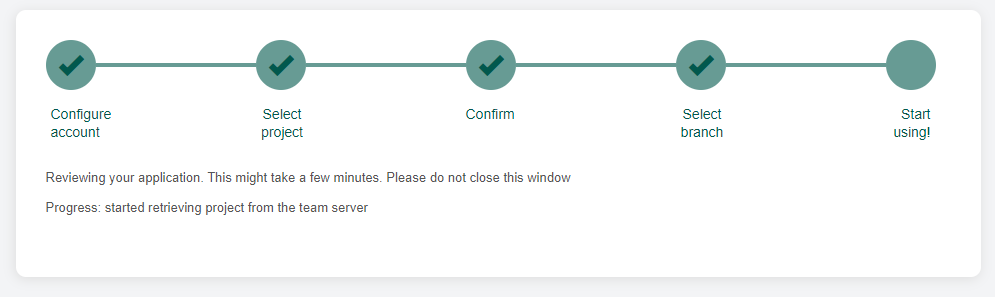 Configure
account
Select
project
Confirm
Select
branch
Start
using!
Reviewing your application. This might take a few minutes. Please do not close this window
Progress: started retrieving project from the team server